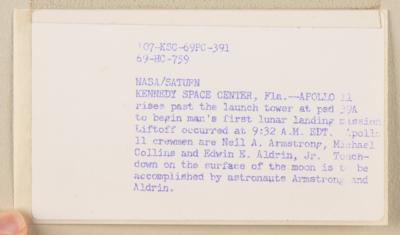 107-KSC-69PC-391
69-HC-759
NASA/SATURN
KENNEDY SPACE CENTER, Fla.--APOLLO 11
rises past the launch tower at pad 39A
to begin man's first lunar landing mission
Liftoff occurred at 9:32 A.M. EDT. Apollo
11 crewmen are Neil A. Armstrong, Michael
Collins and Edwin E. Aldrin, Jr. Touch-
down on the surface of the moon is to be
accomplished by astronauts Armstrong and
Aldrin.